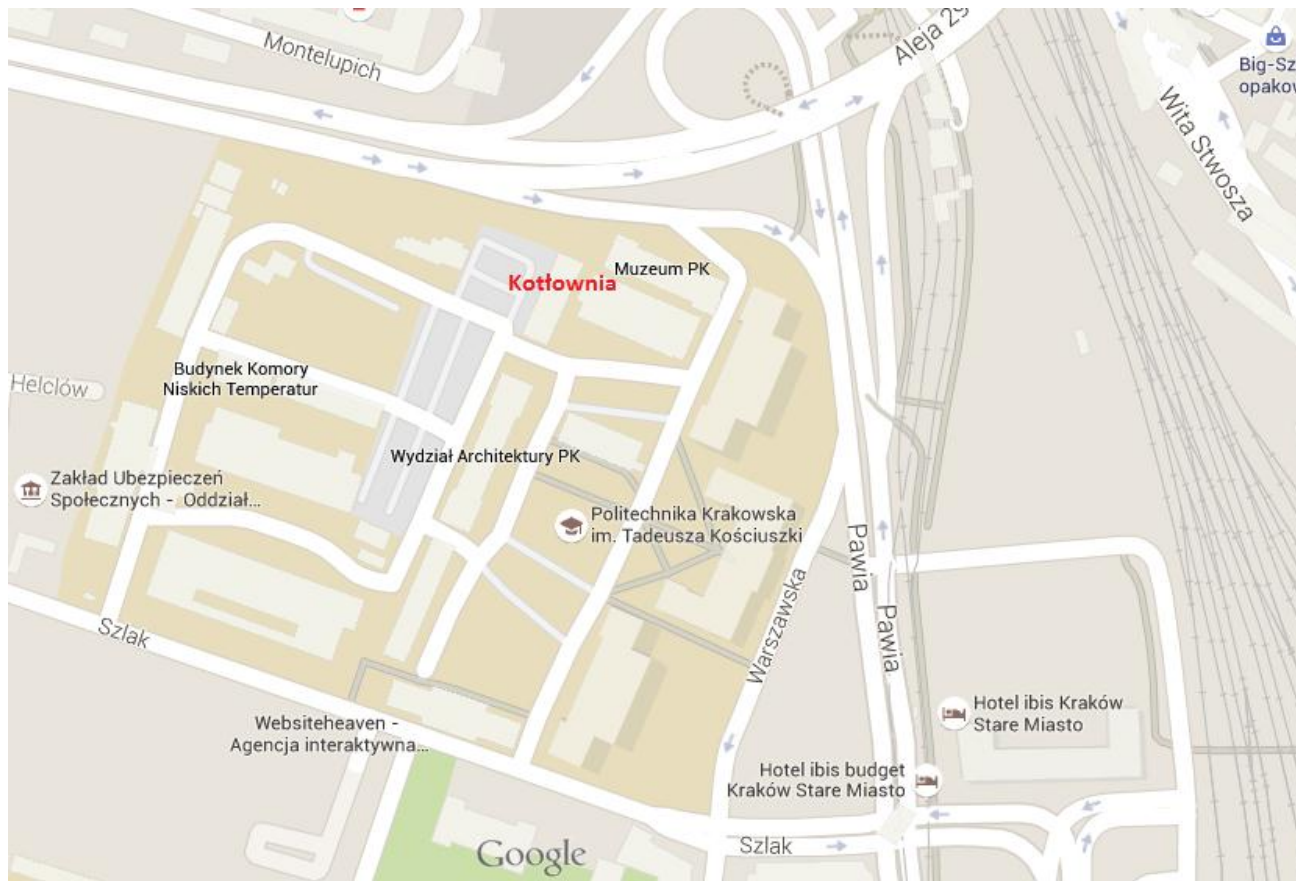 Montelupich
Aleja 29
Big-Sz
opakow
Wita Stwosza
Kotłownia
Muzeum PK
Budynek Komory
Niskich Temperatur
Helclów
Wydział Architektury PK
Zakład Ubezpieczeń
Społecznych - Oddział...
Politechnika Krakowska
im. Tadeusza Kościuszki
Pawia
Warszawska
Pawia
Szlak
Websiteheaven -
Agencja interaktywna...
Hotel ibis Kraków
Stare Miasto
Hotel ibis budget
Kraków Stare Miasto
Szlak
Google